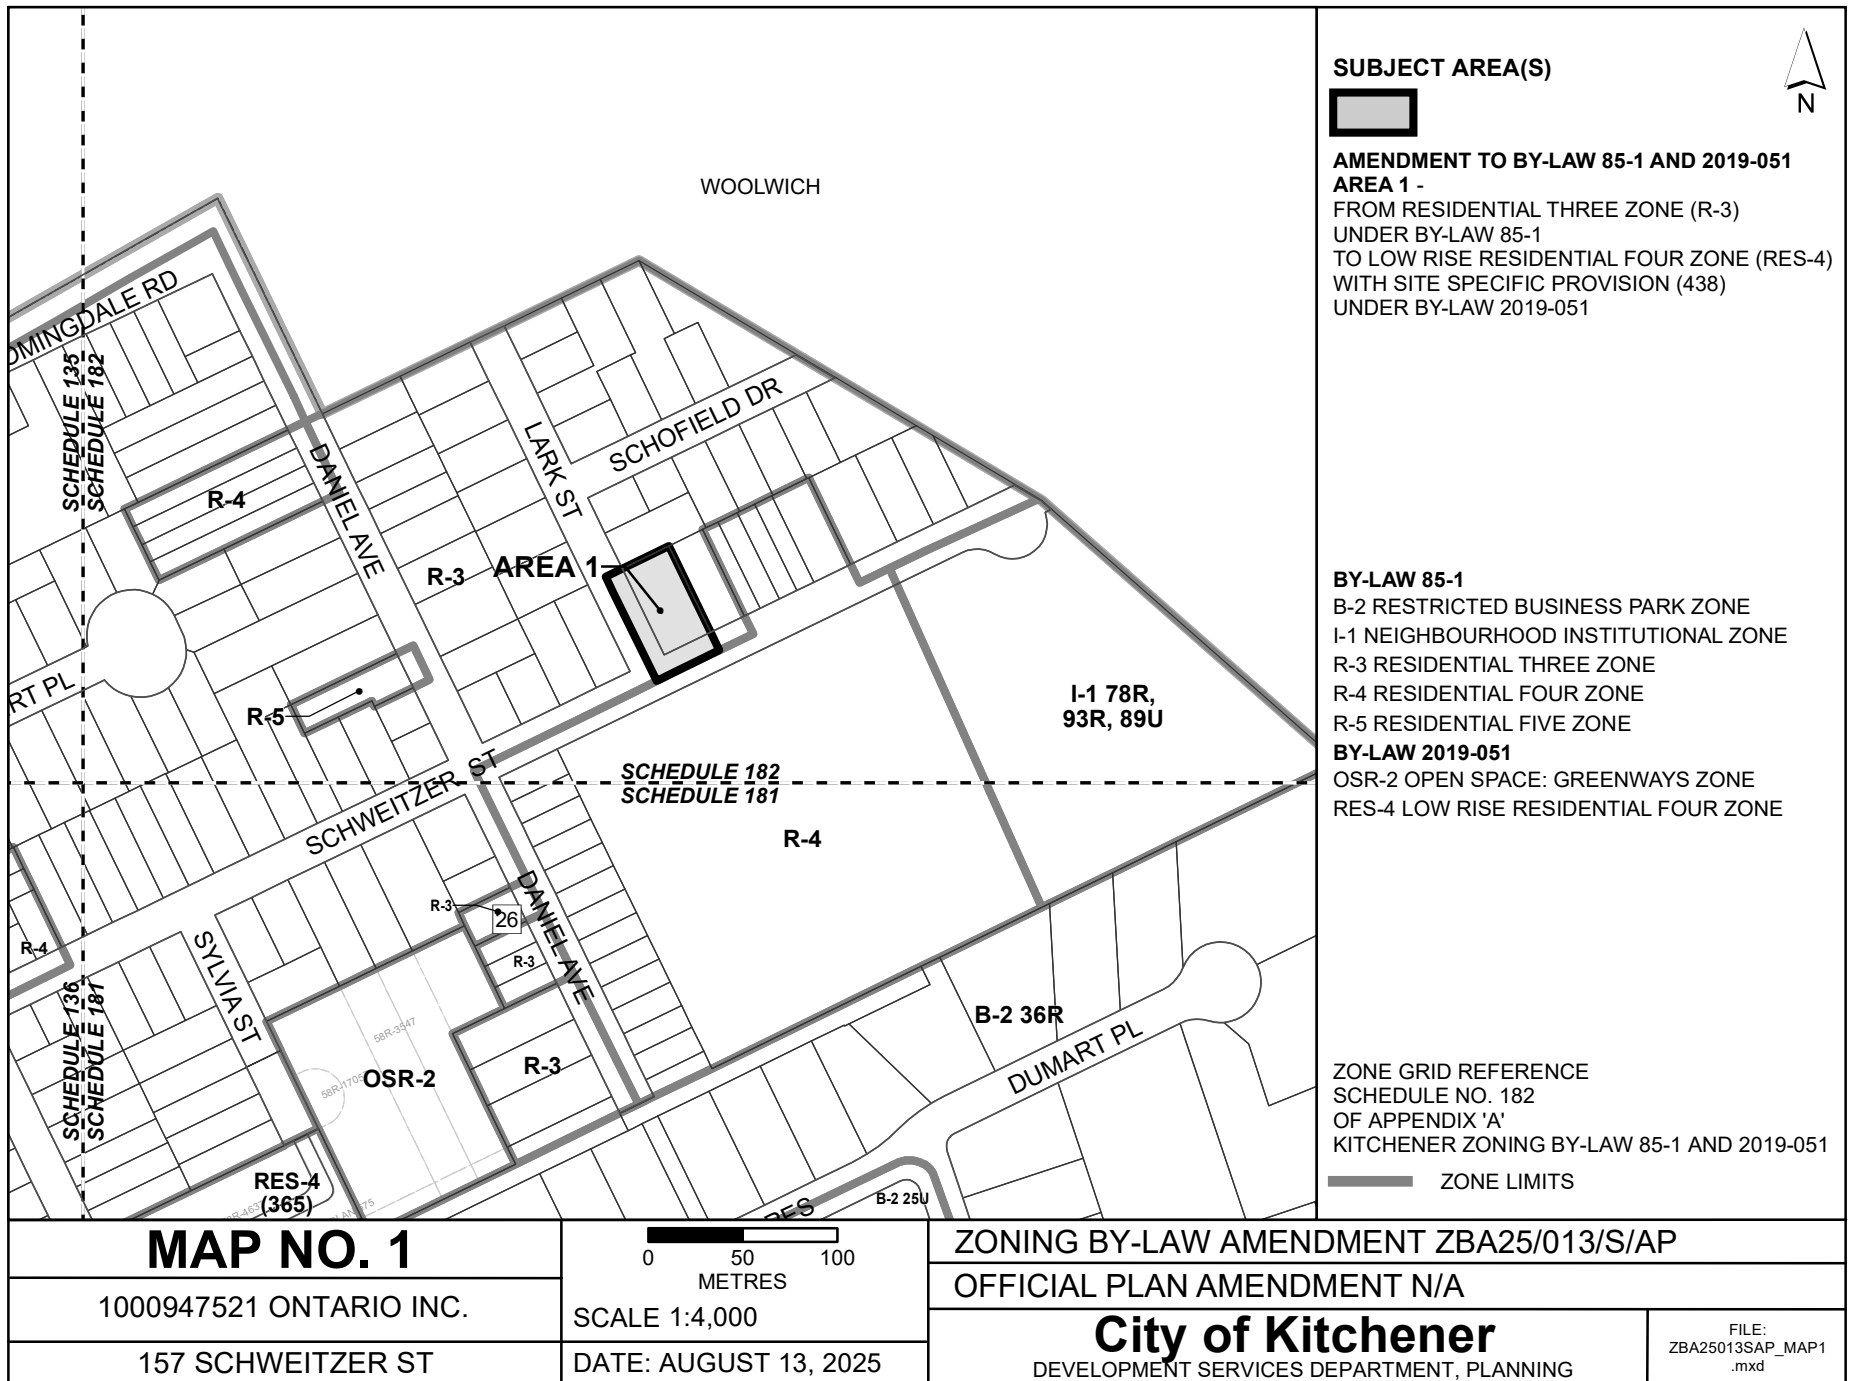 WOOLWICH
OMINGDALE RD
SCHEDULE 135
SCHEDULE 182
DANIEL AVE
LARK ST
SCHOFIELD DR
R-4
R-3
AREA 1
RT PL
R-5
I-1 78R,
93R, 89U
SCHEDULE 182
SCHEDULE 181
SCHWEITZER ST
R-4
R-3
26
DANIEL AVE
R-3
R-4
SYLVIA ST
SCHEDULE 136
SCHEDULE 181
58R-3547
B-2 36R
DUMART PL
R-3
OSR-2
RES-4
(365)
RES
B-2 25U
SUBJECT AREA(S)
N
AMENDMENT TO BY-LAW 85-1 AND 2019-051
AREA 1 -
FROM RESIDENTIAL THREE ZONE (R-3)
UNDER BY-LAW 85-1
TO LOW RISE RESIDENTIAL FOUR ZONE (RES-4)
WITH SITE SPECIFIC PROVISION (438)
UNDER BY-LAW 2019-051
BY-LAW 85-1
B-2 RESTRICTED BUSINESS PARK ZONE
I-1 NEIGHBOURHOOD INSTITUTIONAL ZONE
R-3 RESIDENTIAL THREE ZONE
R-4 RESIDENTIAL FOUR ZONE
R-5 RESIDENTIAL FIVE ZONE
BY-LAW 2019-051
OSR-2 OPEN SPACE: GREENWAYS ZONE
RES-4 LOW RISE RESIDENTIAL FOUR ZONE
ZONE GRID REFERENCE
SCHEDULE NO. 182
OF APPENDIX 'A'
KITCHENER ZONING BY-LAW 85-1 AND 2019-051
ZONE LIMITS
MAP NO. 1
1000947521 ONTARIO INC.
157 SCHWEITZER ST
0 50 100
METRES
SCALE 1:4,000
DATE: AUGUST 13, 2025
ZONING BY-LAW AMENDMENT ZBA25/013/S/AP
OFFICIAL PLAN AMENDMENT N/A
City of Kitchener
DEVELOPMENT SERVICES DEPARTMENT, PLANNING
FILE:
ZBA25013SAP_MAP1
.mxd